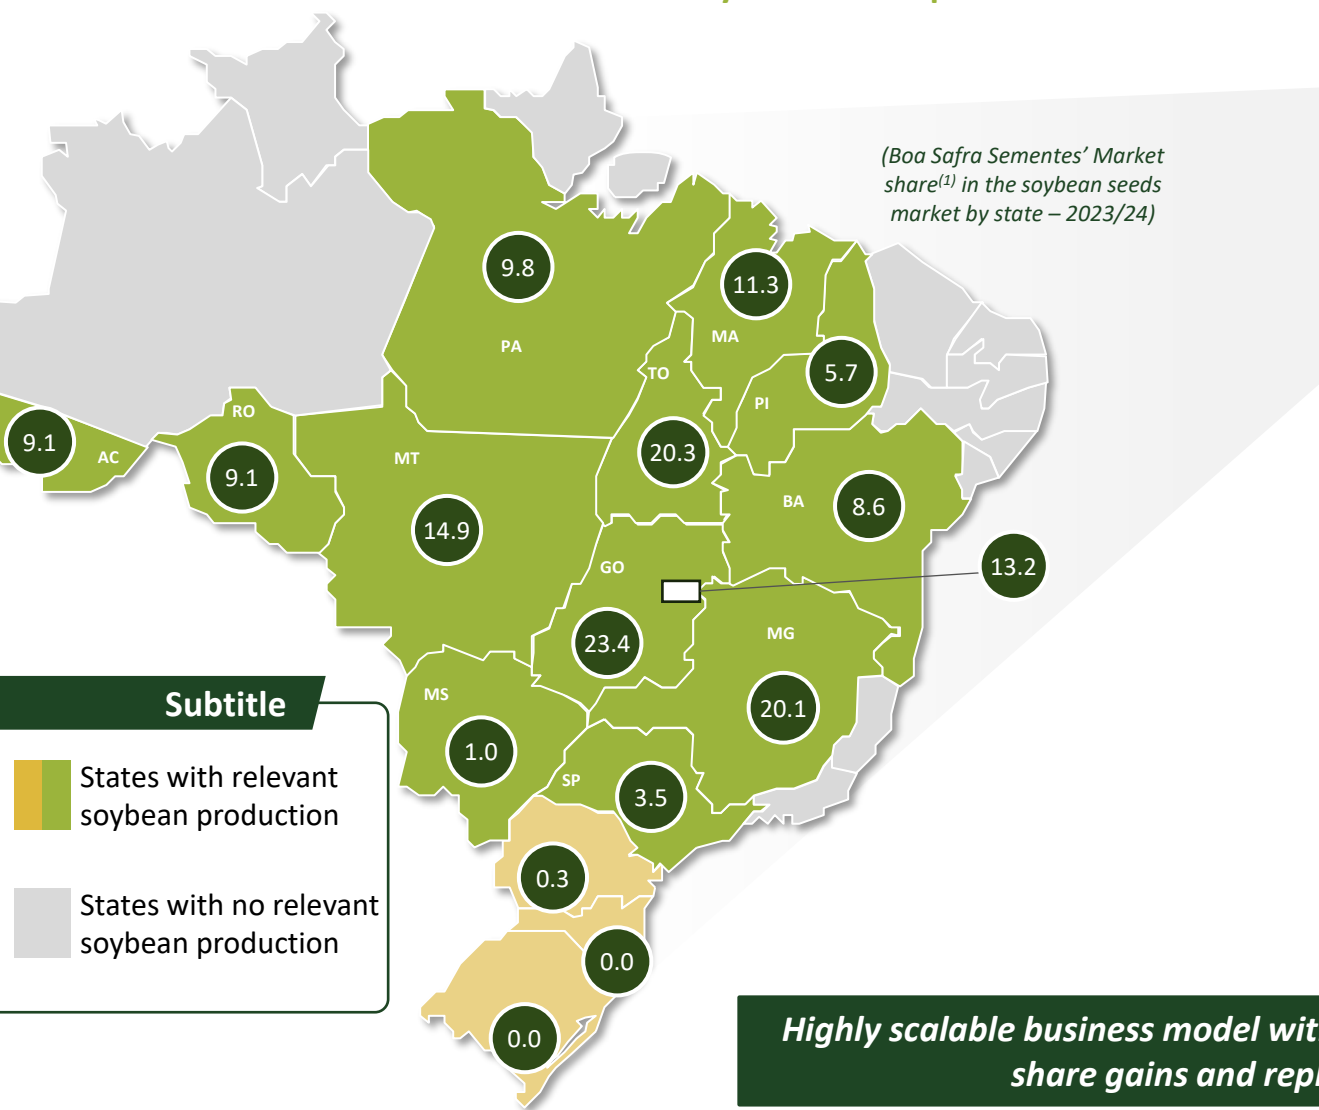 (Boa Safra Sementes’ Market
share(1) in the soybean seeds
market by state – 2023/24)
9.8
11.3
PA
MA
5.7
TO
PI
RO
9.1
AC
9.1
MT
20.3
14.9
BA
8.6
GO
13.2
23.4
MG
MS
20.1
1.0
SP
3.5
0.3
0.0
0.0
Subtitle
States with relevant
soybean production
States with no relevant
soybean production
Highly scalable business model
share gains and